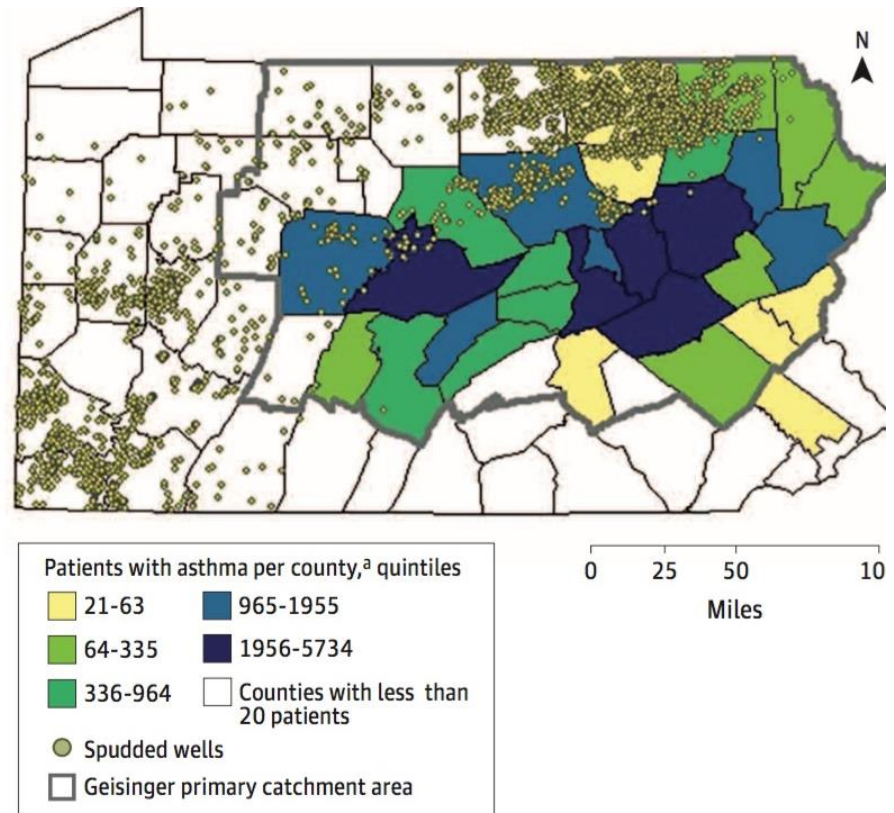 N
Patients with asthma per county,ª quintiles
21-63
965-1955
64-335
1956-5734
336-964
Counties with less than
20 patients
Spudded wells
Geisinger primary catchment area
0 25 50 10
Miles